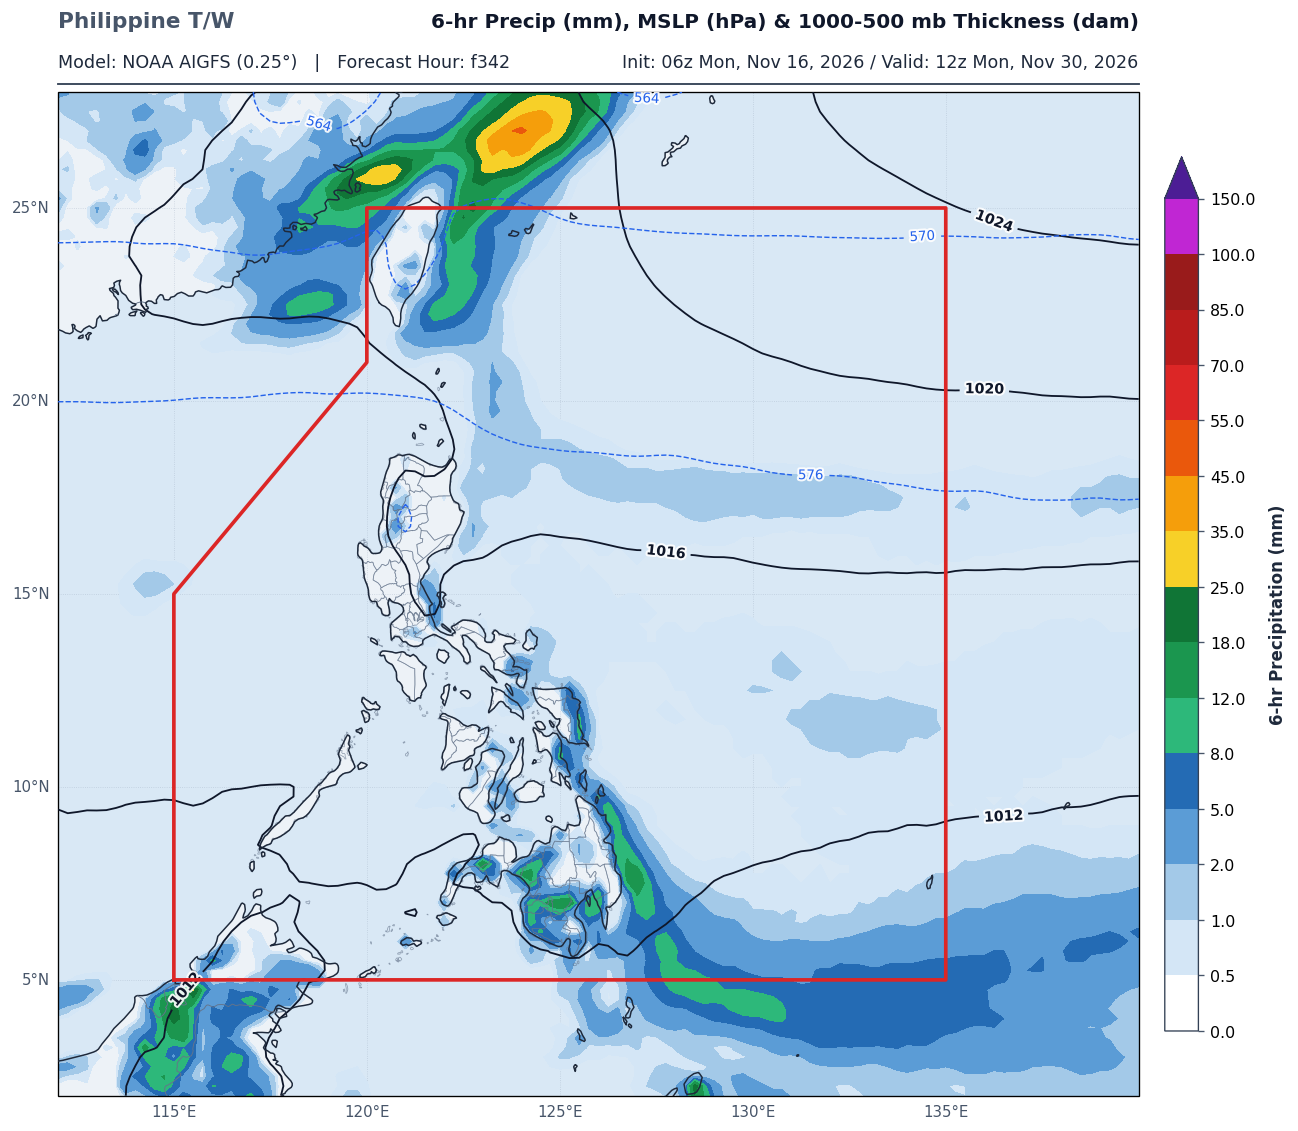 Philippine T/W
6-hr Precip (mm), MSLP (hPa) & 1000-500 mb Thickness (dam)
Model: NOAA AIGFS (0.25°) | Forecast Hour: f342
Init: 06z Mon, Nov 16, 2026 / Valid: 12z Mon, Nov 30, 2026
564
564
1024
570
1020
576
1016
1012
1012
25°N
20°N
15°N
10°N
5°N
115°E
120°E
125°E
130°E
135°E
150.0
100.0
85.0
70.0
55.0
45.0
35.0
25.0
18.0
12.0
8.0
5.0
2.0
1.0
0.5
0.0
6-hr Precipitation (mm)